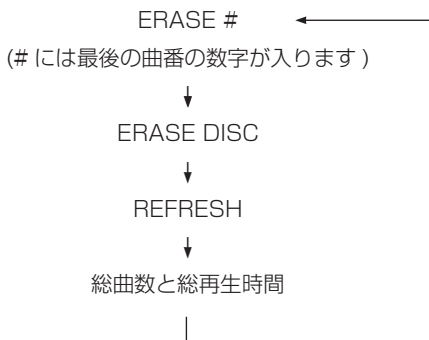 ERASE #
(# には最後の曲番の数字が入ります )
ERASE DISC
REFRESH
総曲数と総再生時間